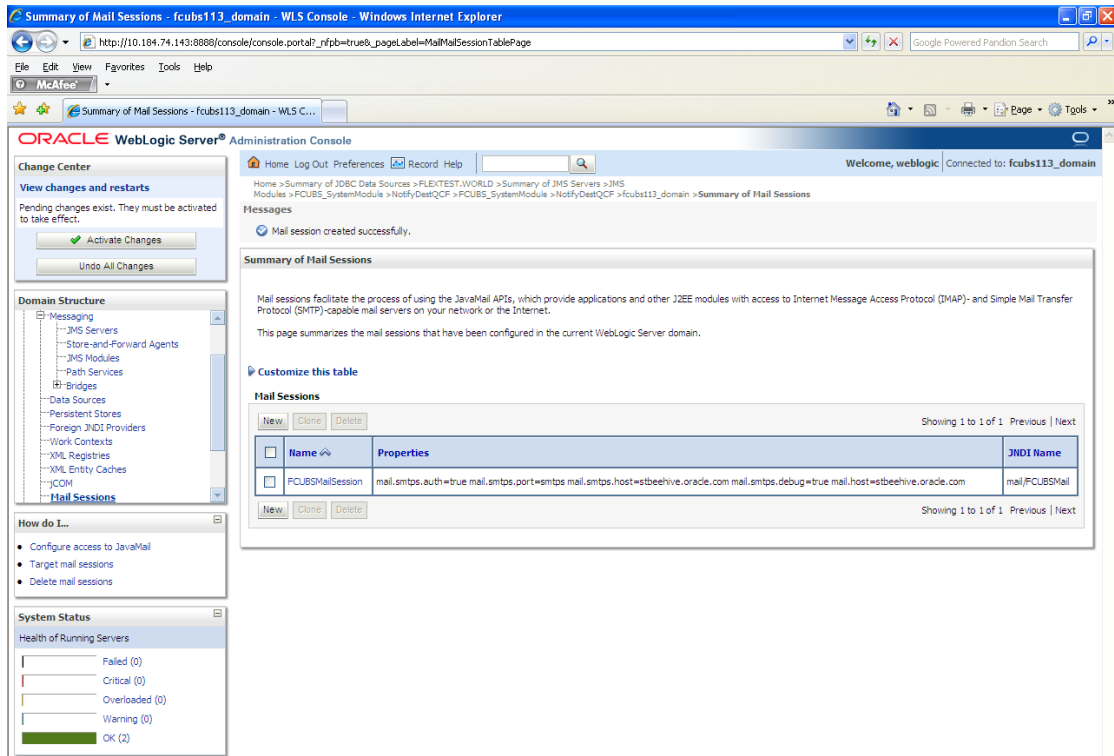 Summary of Mail Sessions - fcubs113_domain - WLS Console - Windows Internet Explorer
http://10.184.74.143:8888/console/console.portal?_nfpb=true&_pageLabel=MailMailSessionTablePage
Google Powered Pandion Search
File Edit View Favorites Tools Help
McAfee
Summary of Mail Sessions - fcubs113_domain - WLS C...
Page Tools
ORACLE WebLogic Server® Administration Console
Change Center
View changes and restarts
Pending changes exist. They must be activated
to take effect.
Activate Changes
Undo All Changes
Domain Structure
Messaging
JMS Servers
Store-and-Forward Agents
JMS Modules
Path Services
Bridges
Data Sources
Persistent Stores
Foreign JNDI Providers
Work Contexts
XML Registries
XML Entity Caches
jCOM
Mail Sessions
How do I...
Configure access to JavaMail
Target mail sessions
Delete mail sessions
System Status
Health of Running Servers
Failed (0)
Critical (0)
Overloaded (0)
Warning (0)
OK (2)
Home Log Out Preferences Record Help
Welcome, weblogic Connected to: fcubs113_domain
Home >Summary of JDBC Data Sources >FLEXTEST.WORLD >Summary of JMS Servers >JMS
Modules >FCUBS_SystemModule >NotifyDestQCF >FCUBS_SystemModule >NotifyDestQCF >fcubs113_domain >Summary of Mail Sessions
Messages
Mail session created successfully.
Summary of Mail Sessions
Mail sessions facilitate the process of using the JavaMail APIs, which provide applications and other J2EE modules with access to Internet Message Access Protocol (IMAP)- and Simple Mail Transfer
Protocol (SMTP)-capable mail servers on your network or the Internet.
This page summarizes the mail sessions that have been configured in the current WebLogic Server domain.
Customize this table
Mail Sessions
New Clone Delete Showing 1 to 1 of 1 Previous | Next
Name Properties JNDI Name
FCUBSMailSession mail.smtps.auth=true mail.smtps.port=smtps mail.smtps.host=stbeehive.oracle.com mail.smtps.debug=true mail.host=stbeehive.oracle.com mail/FCUBSMail
New Clone Delete Showing 1 to 1 of 1 Previous | Next